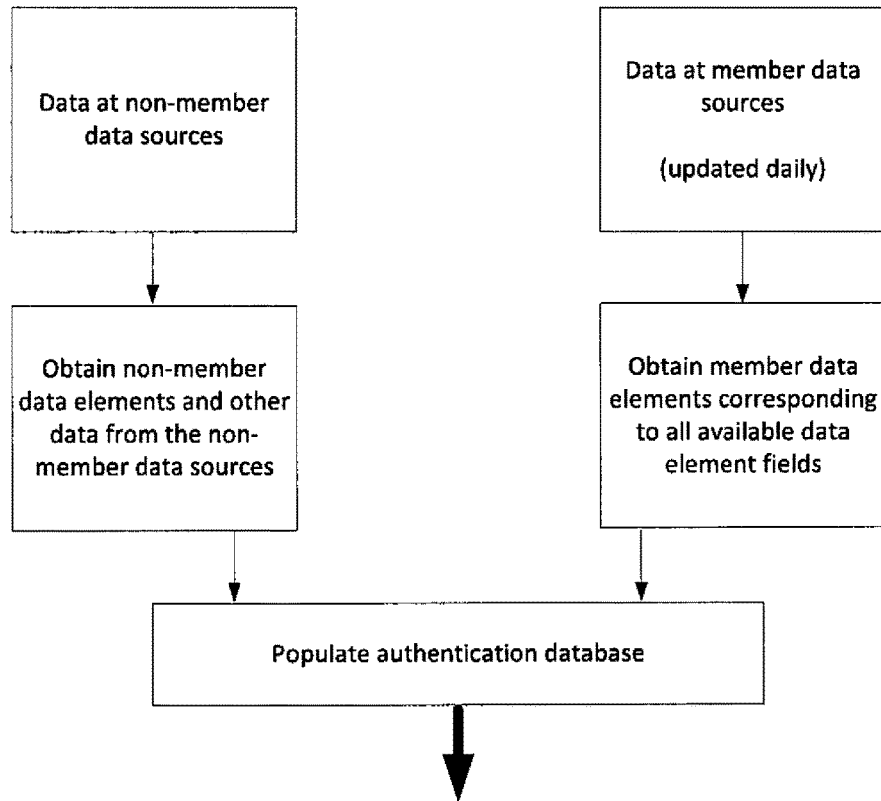 Data at non-member
data sources
Data at member data
sources
(updated daily)
Obtain non-member
data elements and other
data from the non-
member data sources
Obtain member data
elements corresponding
to all available data
element fields
Populate authentication database